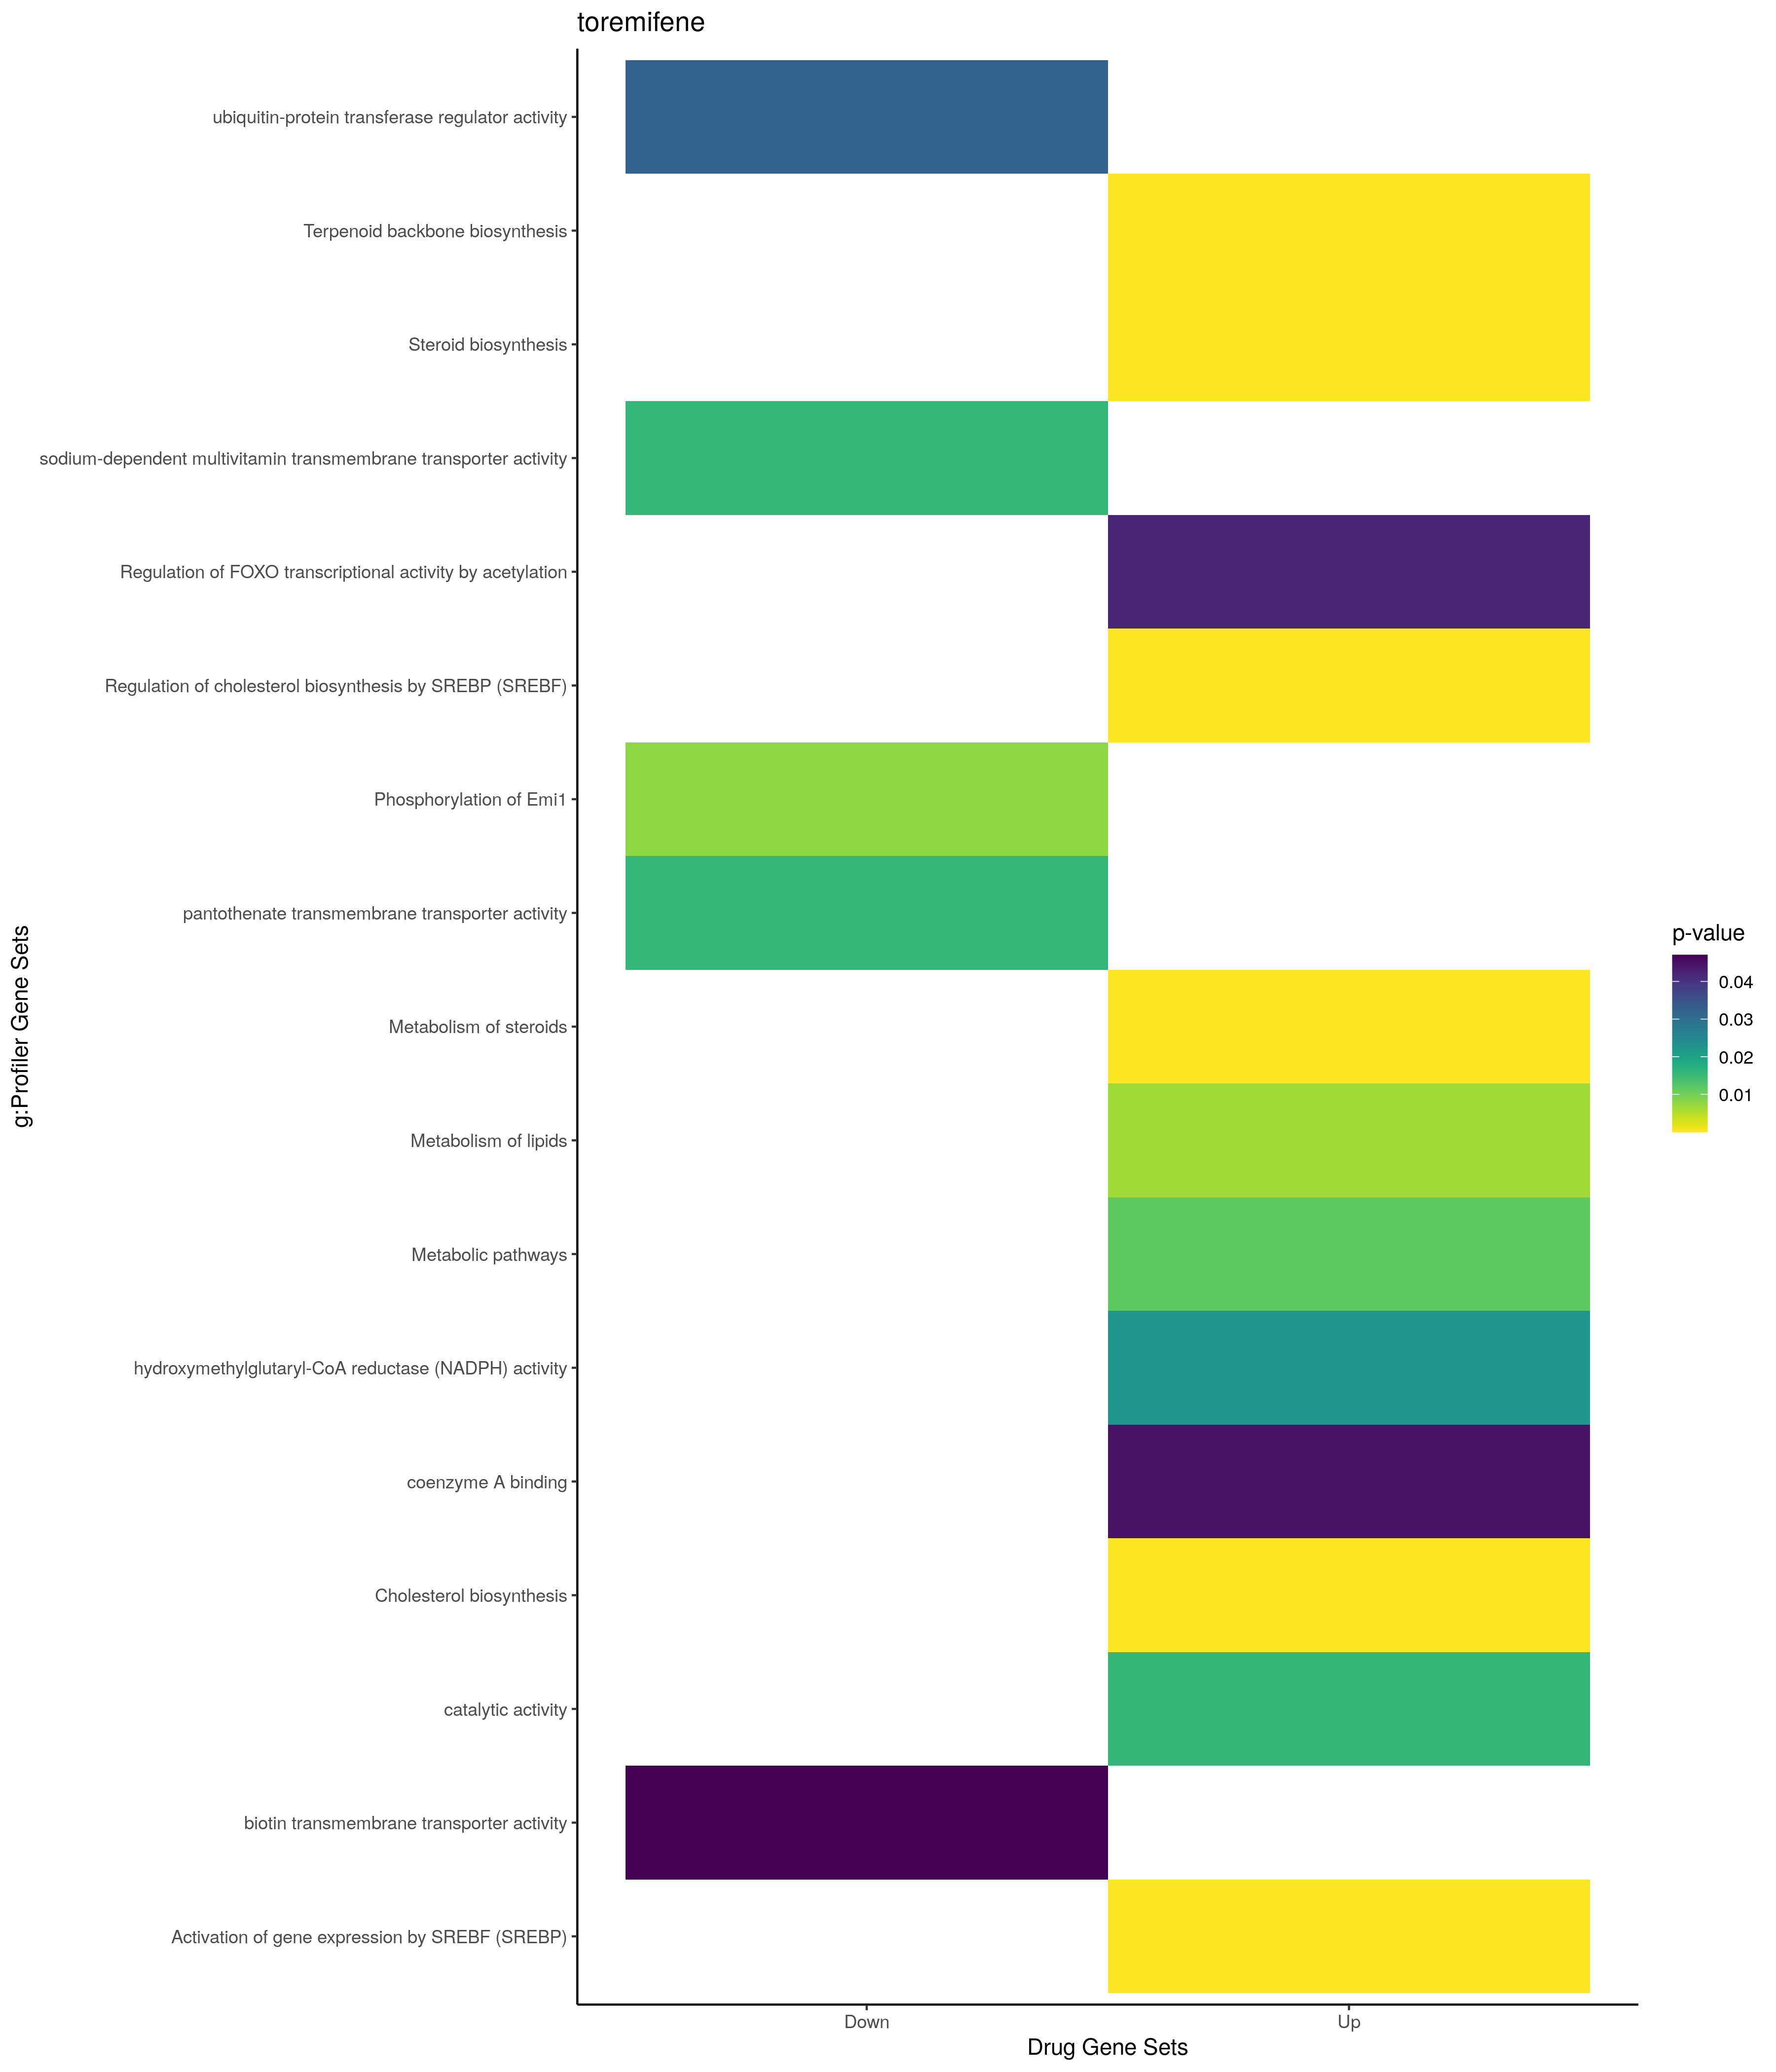 toremifene
ubiquitin-protein transferase regulator activity
Terpenoid backbone biosynthesis
Steroid biosynthesis
sodium-dependent multivitamin transmembrane transporter activity
Regulation of FOXO transcriptional activity by acetylation
Regulation of cholesterol biosynthesis by SREBP (SREBF)
Phosphorylation of Emi1
pantothenate transmembrane transporter activity
Metabolism of steroids
Metabolism of lipids
Metabolic pathways
hydroxymethylglutaryl-CoA reductase (NADPH) activity
coenzyme A binding
Cholesterol biosynthesis
catalytic activity
biotin transmembrane transporter activity
Activation of gene expression by SREBF (SREBP)
g:Profiler Gene Sets
Down
Up
Drug Gene Sets
p-value
0.04
0.03
0.02
0.01